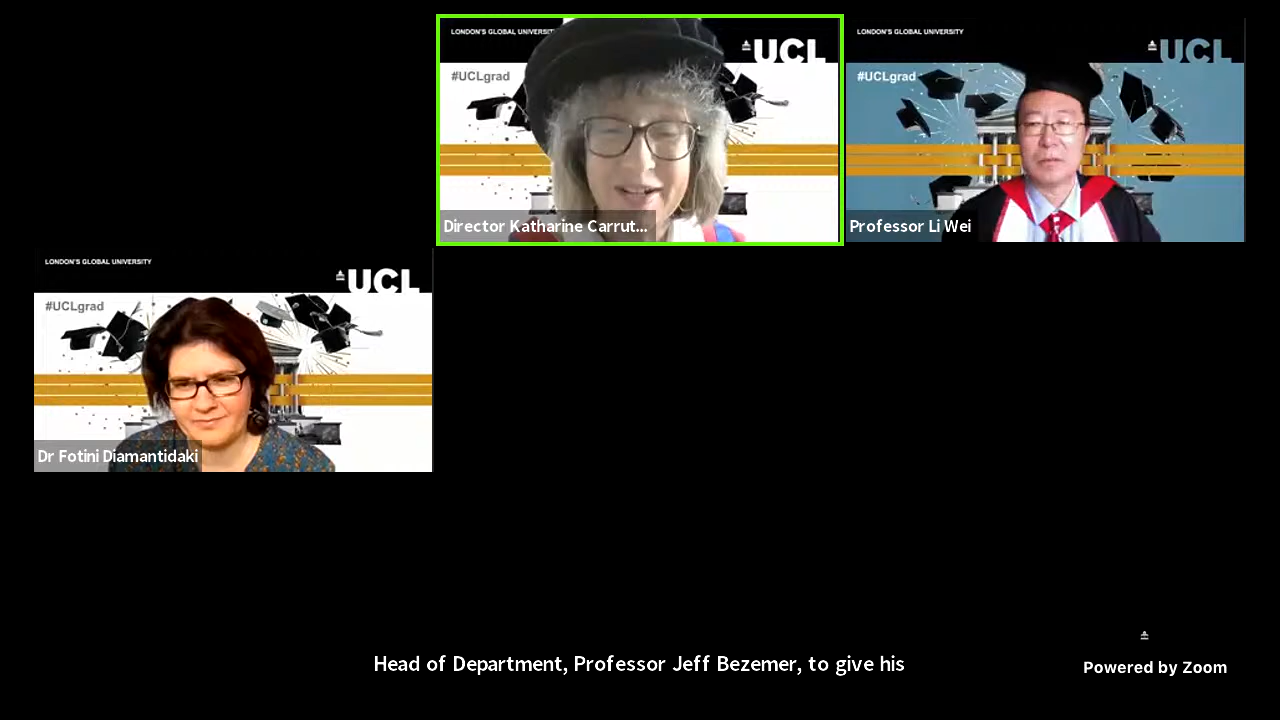 LONDON'S GLOBAL UNIVERSITY
UCL
#UCLgrad
Director Katharine Carrut...
LONDON'S GLOBAL UNIVERSITY
UCL
#UCLgrad
Professor Li Wei
LONDON'S GLOBAL UNIVERSITY
UCL
#UCLgrad
Dr Fotini Diamantidaki
Head of Department, Professor Jeff Bezemer, to give his
Powered by Zoom